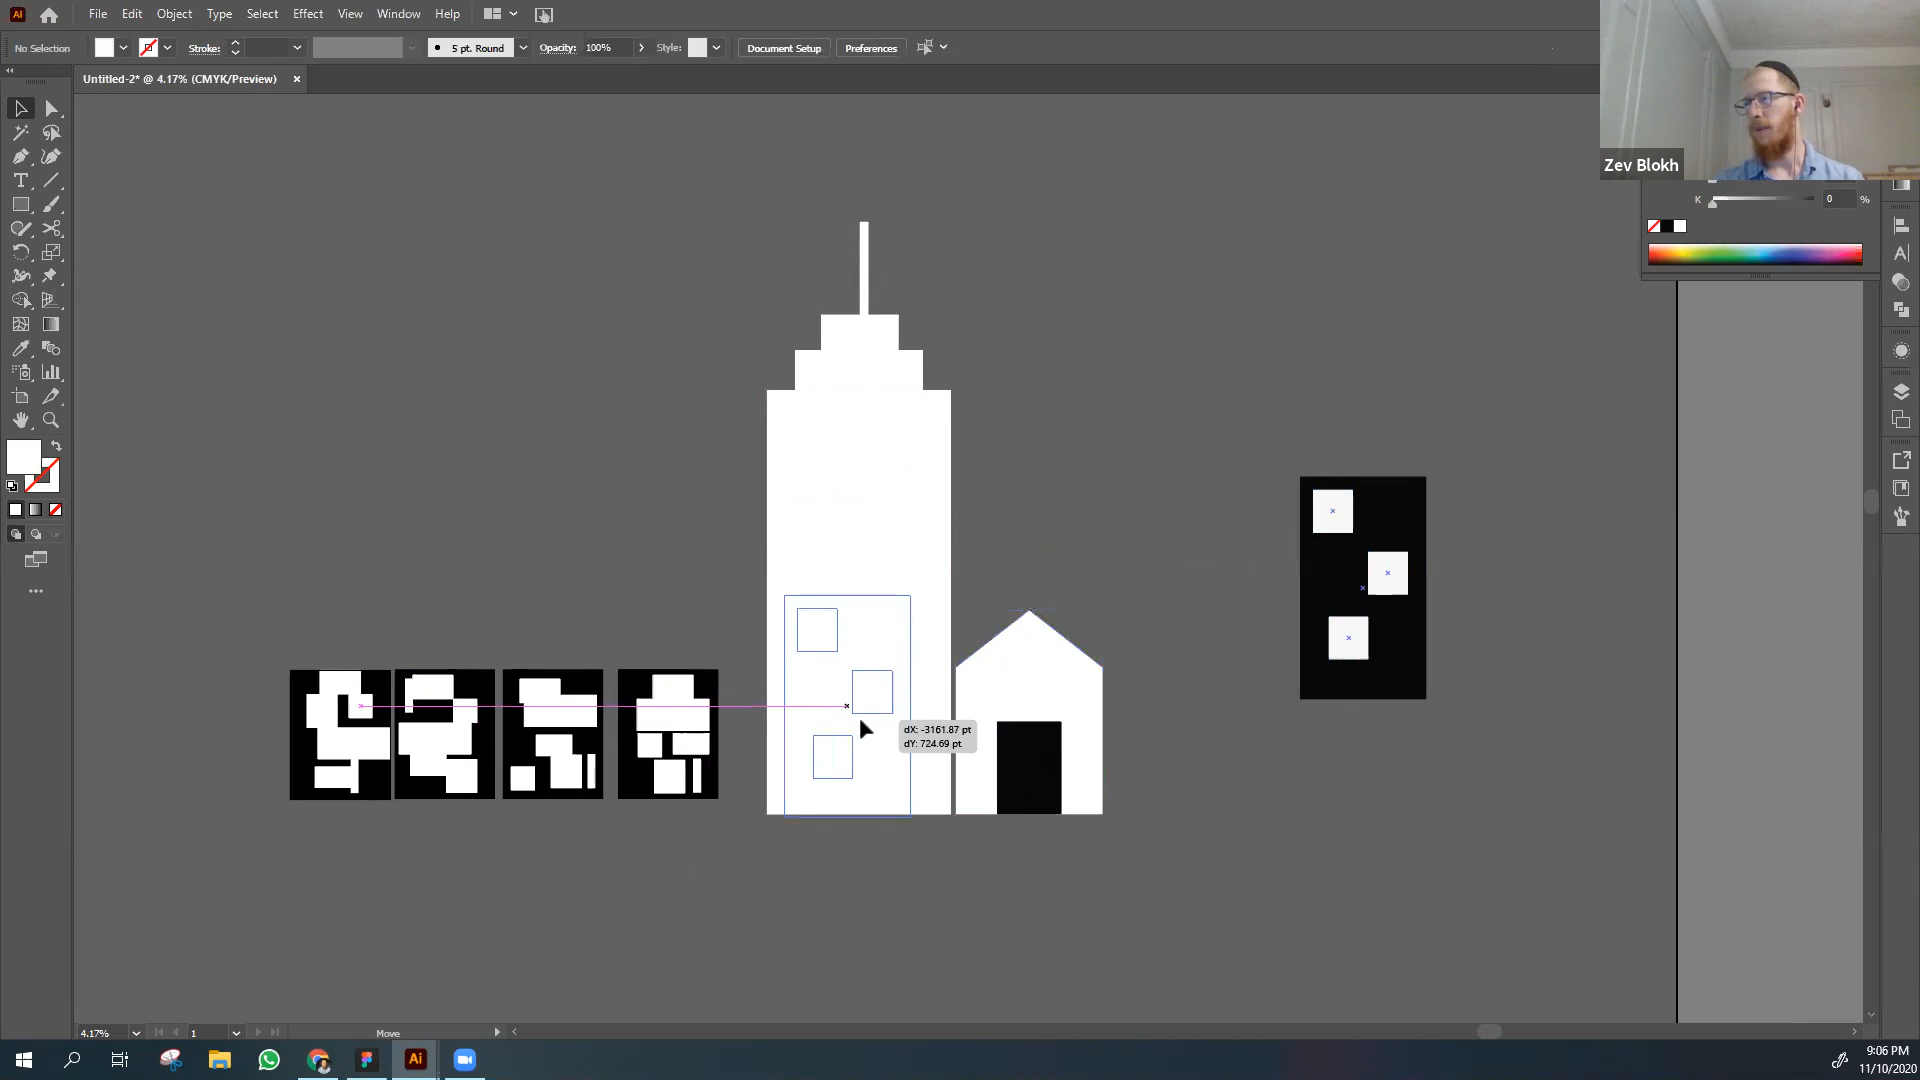 Ai File Edit Object Type Select Effect View Window Help
No Selection Stroke: 5 pt. Round Opacity: 100% Style: Document Setup Preferences
Untitled-2* @ 4.17% (CMYK/Preview)
Zev Blokh
K 0 %
dX: -3161.87 pt
dY: 724.69 pt
4.17% 1 Move
Ai
9:06 PM
11/10/2020